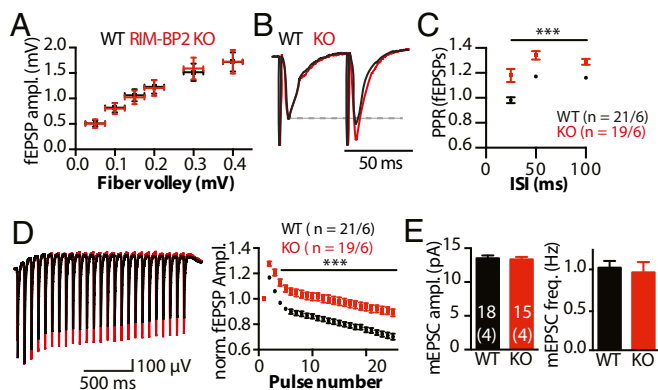 A
WT RIM-BP2 KO
fEPSP ampl. (mV)
2.0
1.5
1.0
0.5
0.0
0.0 0.1 0.2 0.3 0.4
Fiber volley (mV)
B
WT KO
50 ms
C
***
PPR (fEPSPs)
1.4
1.2
1.0
0.8
0.6
WT (n = 21/6)
KO (n = 19/6)
0 50 100
ISI (ms)
D
100 µV
500 ms
WT ( n = 21/6)
KO ( n = 19/6)
***
norm. fEPSP Ampl.
1.4
1.2
1.0
0.8
0.6
0 10 20
Pulse number
E
mEPSC ampl. (pA)
15
10
5
0
18
(4)
15
(4)
WT KO
mEPSC freq. (Hz)
1.0
0.5
0.0
WT KO